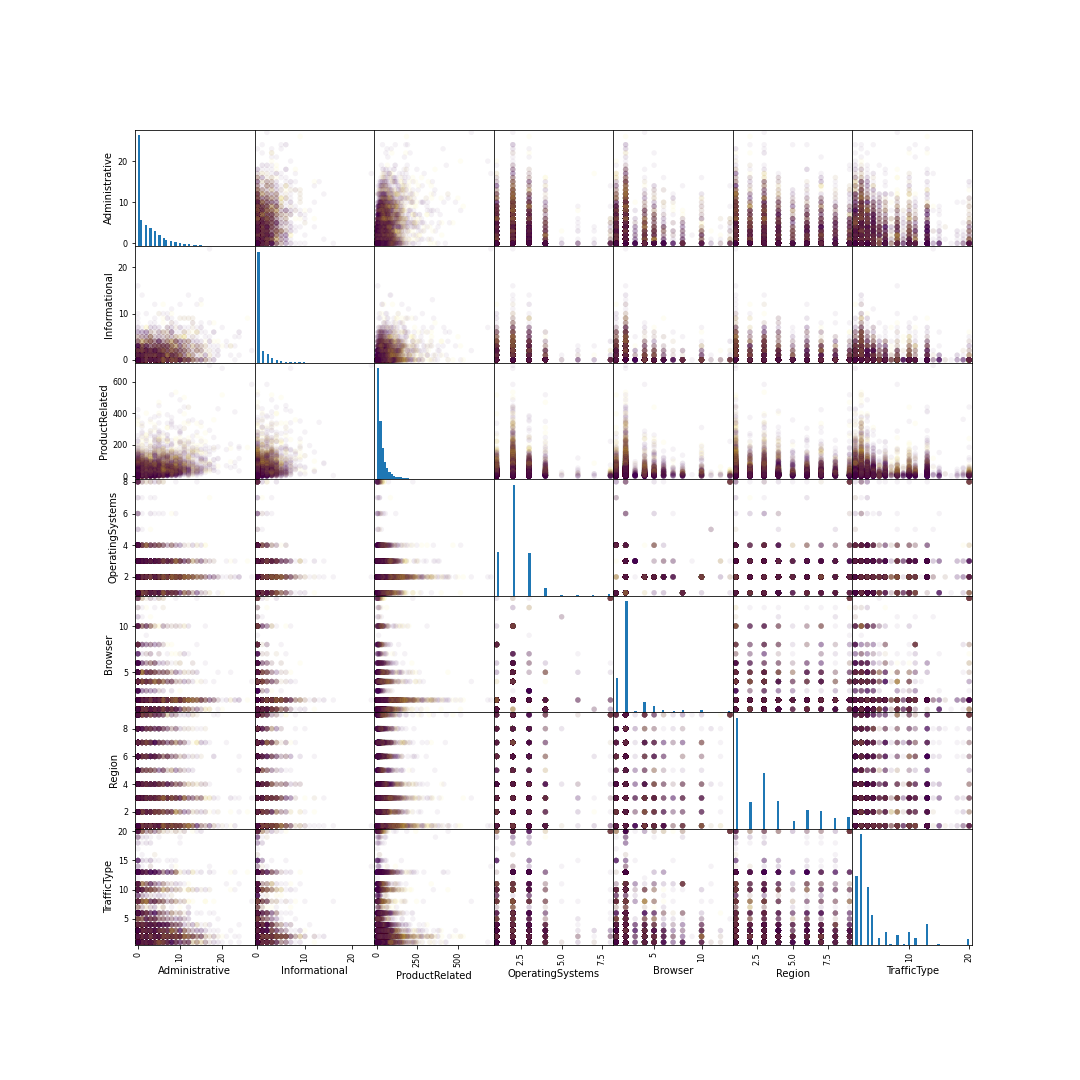 Administrative
20
10
0
Informational
20
10
0
ProductRelated
600
400
200
0
OperatingSystems
8
6
4
2
Browser
10
5
Region
8
6
4
2
TrafficType
20
15
10
5
0 10 20 0 10 20 0 250 500 2.5 5.0 7.5 5 10 2.5 5.0 7.5 10 20
Administrative Informational ProductRelated OperatingSystems Browser Region TrafficType